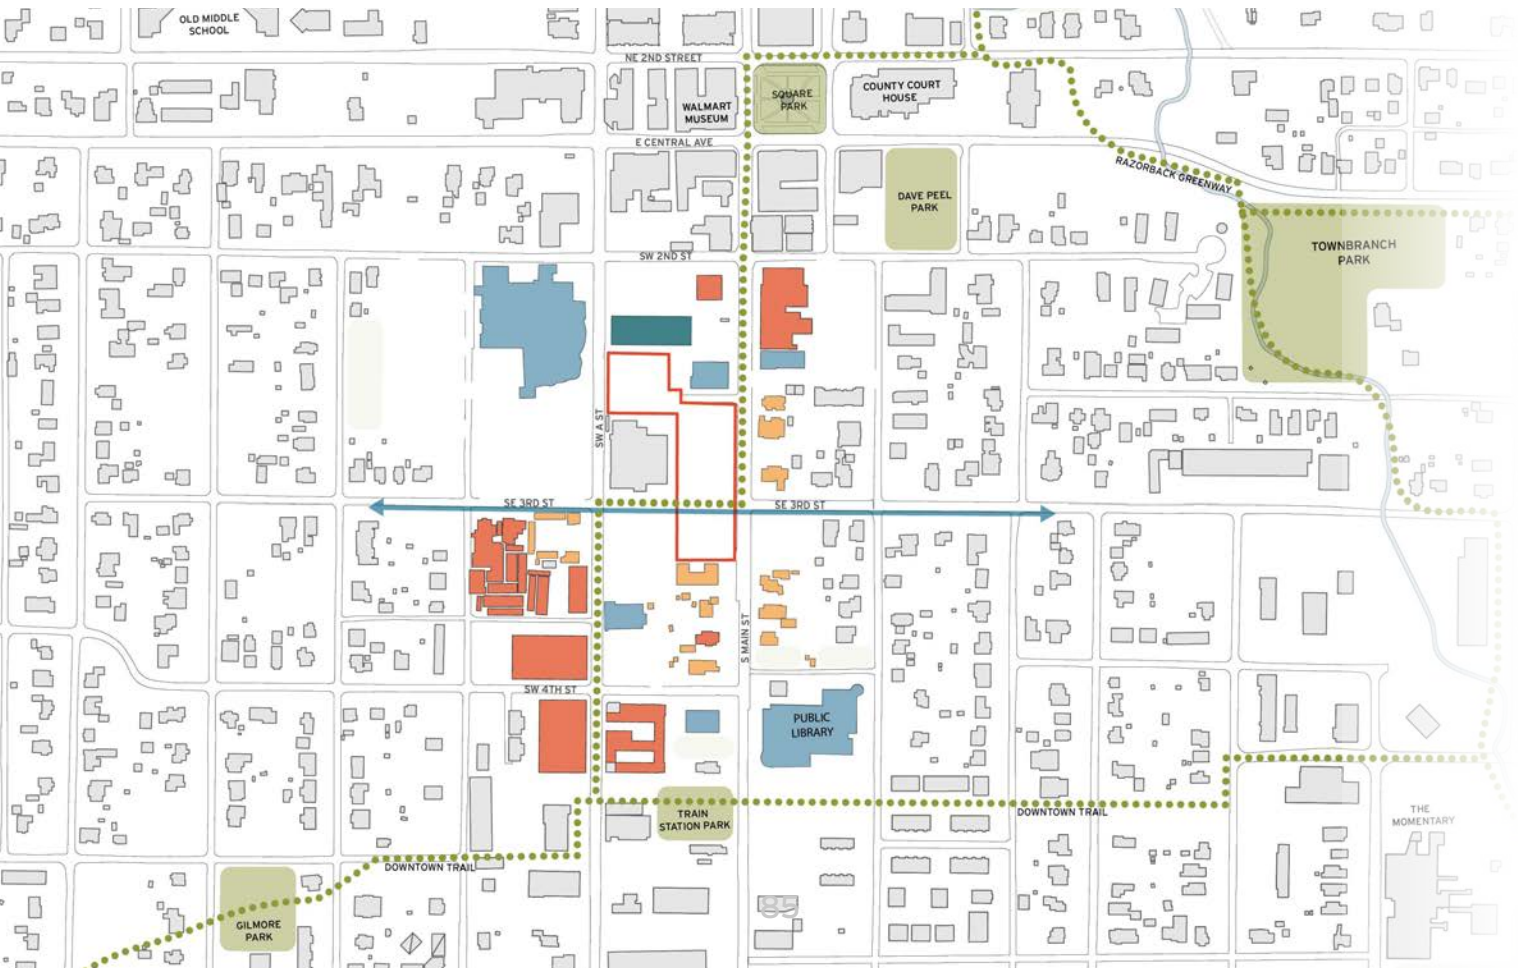 OLD MIDDLE
SCHOOL
NE 2ND STREET
WALMART
MUSEUM
SQUARE
PARK
COUNTY COURT
HOUSE
E CENTRAL AVE
RAZORBACK GREENWAY
DAVE PEEL
PARK
TOWNBRANCH
PARK
SW 2ND ST
SW A ST
SE 3RD ST
SE 3RD ST
S MAIN ST
SW 4TH ST
PUBLIC
LIBRARY
TRAIN
STATION PARK
DOWNTOWN TRAIL
THE
MOMENTARY
DOWNTOWN TRAIL
GILMORE
PARK
85